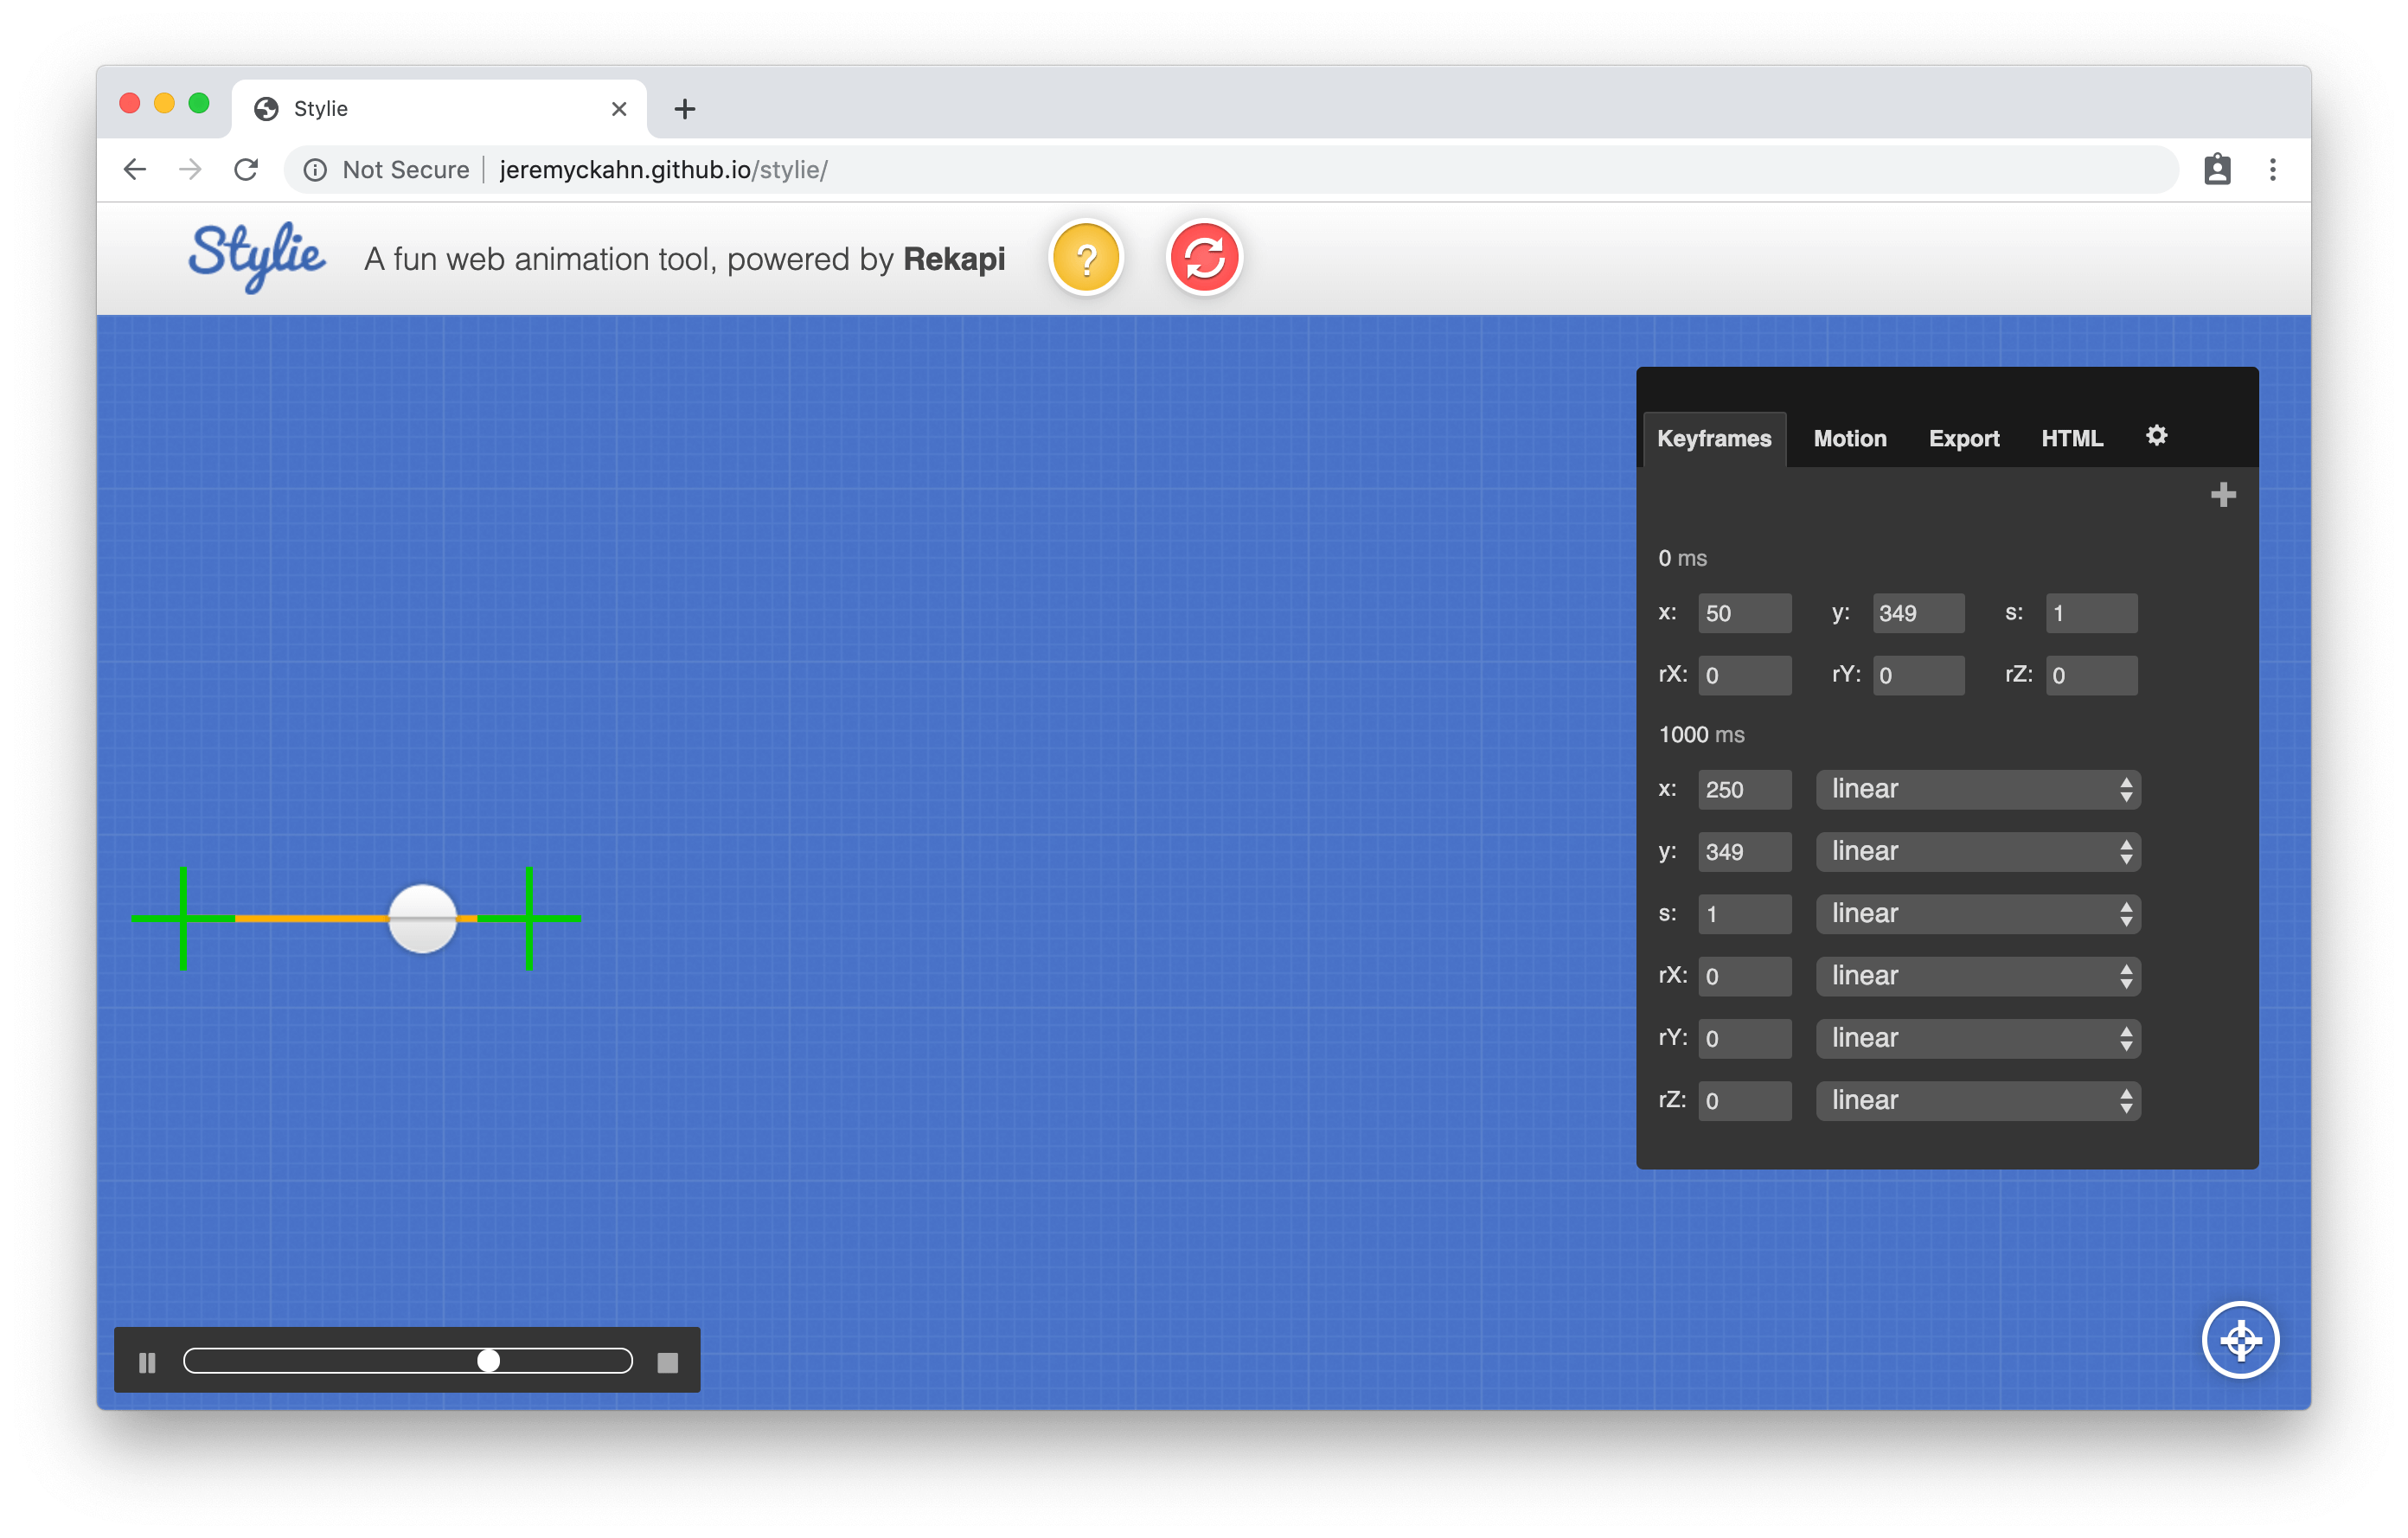 Stylie
Not Secure | jeremyckahn.github.io/stylie/
Stylie A fun web animation tool, powered by Rekapi ?
Keyframes Motion Export HTML
0 ms
x: 50 y: 349 s: 1
rX: 0 rY: 0 rZ: 0
1000 ms
x: 250 linear
y: 349 linear
s: 1 linear
rX: 0 linear
rY: 0 linear
rZ: 0 linear